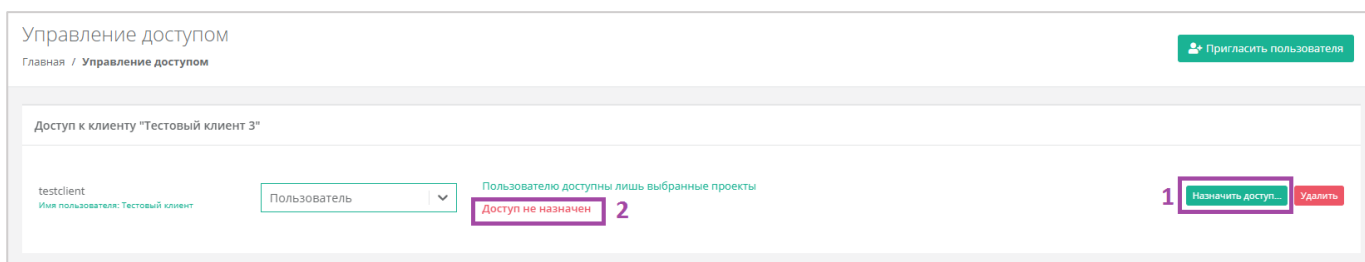 Управление доступом
Пригласить пользователя
Главная / Управление доступом
Доступ к клиенту "Тестовый клиент 3"
testclient
Имя пользователя: Тестовый клиент
Пользователь
Пользователю доступны лишь выбранные проекты
Доступ не назначен
2
1
Назначить доступ...
Удалить